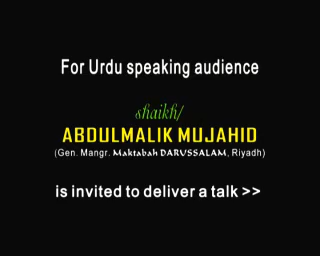 For Urdu speaking audience
shaikh/
ABDULMALIK MUJAHID
(Gen. Mangr. Maktabah DARUSSALAM, Riyadh)
is invited to deliver a talk >>